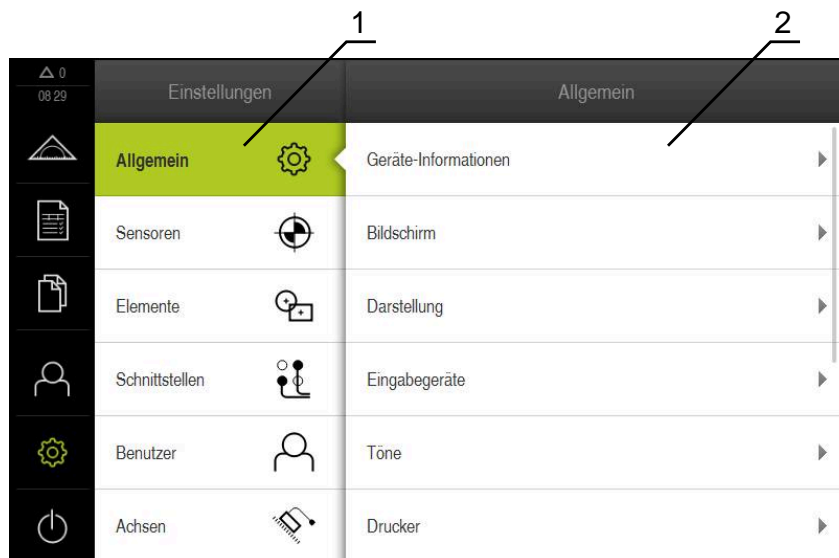 1
2
0
08 29
Einstellungen
Allgemein
Allgemein
Geräte-Informationen
Sensoren
Bildschirm
Elemente
Darstellung
Schnittstellen
Eingabegeräte
Benutzer
Töne
Achsen
Drucker